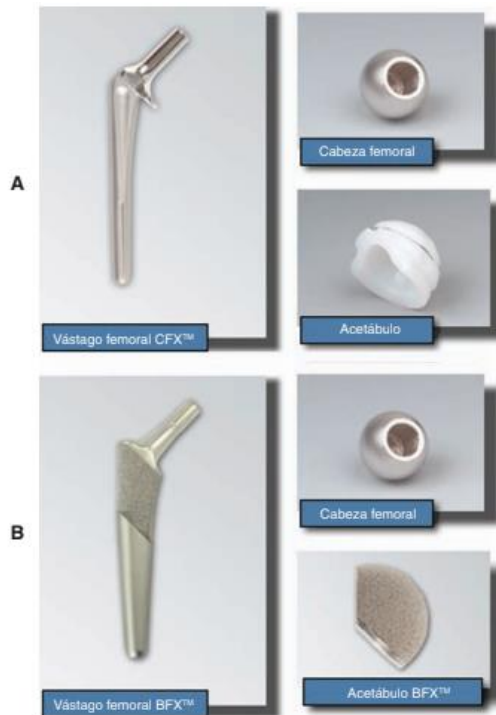 A
Vástago femoral CFX™
Cabeza femoral
Acetábulo
B
Vástago femoral BFX™
Cabeza femoral
Acetábulo BFX™